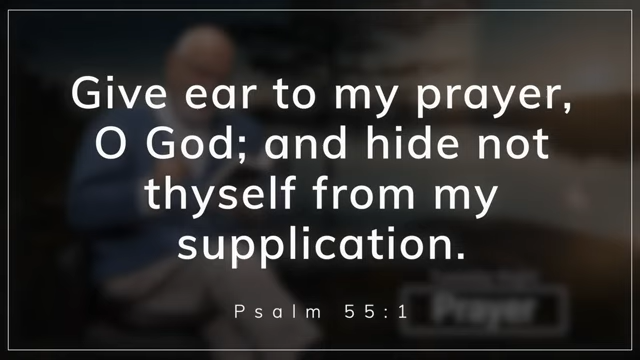 Give ear to my prayer,
O God; and hide not
thyself from my
supplication.
Psalm 55:1
Prayer